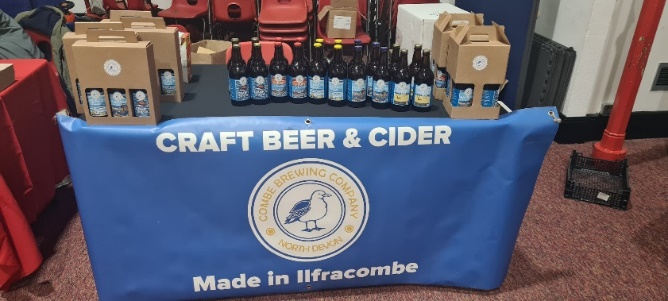 CRAFT BEER & CIDER
COMBE BREWING COMPANY
NORTH DEVON
Made in Ilfracombe